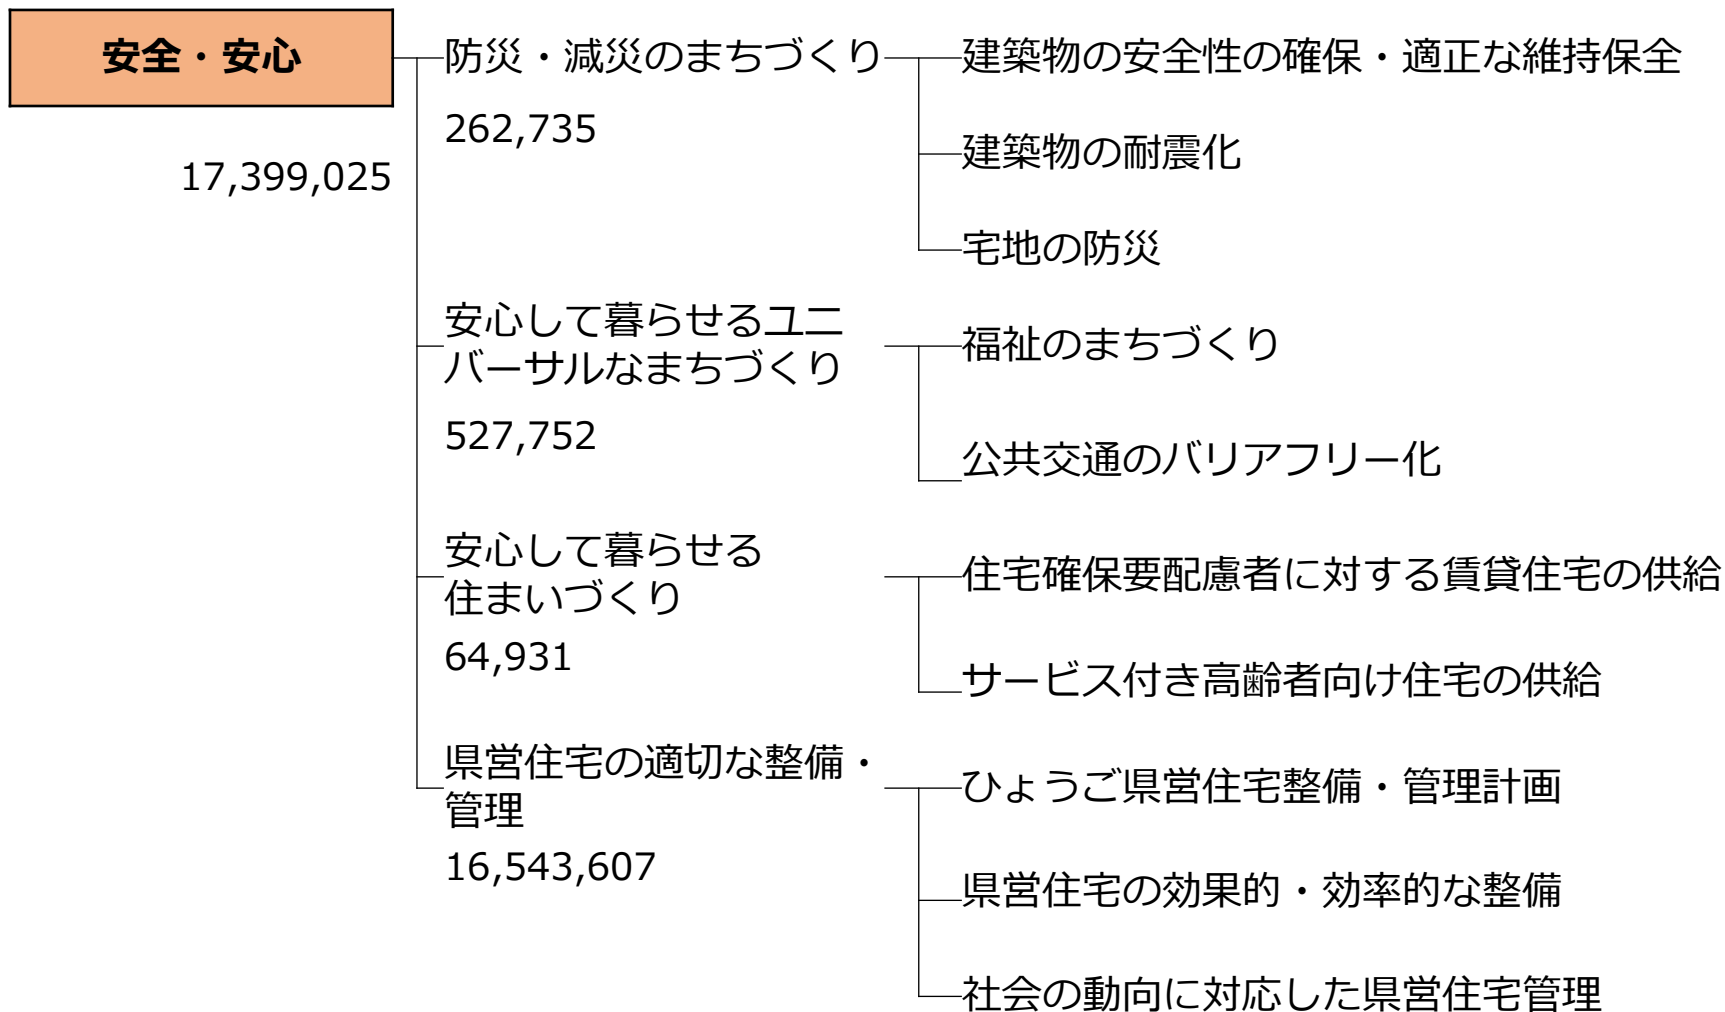 安全・安心
17,399,025
防災・減災のまちづくり
262,735
建築物の安全性の確保・適正な維持保全
建築物の耐震化
宅地の防災
安心して暮らせるユニ
バーサルなまちづくり
527,752
福祉のまちづくり
公共交通のバリアフリー化
安心して暮らせる
住まいづくり
64,931
住宅確保要配慮者に対する賃貸住宅の供給
サービス付き高齢者向け住宅の供給
県営住宅の適切な整備・
管理
16,543,607
ひょうご県営住宅整備・管理計画
県営住宅の効果的・効率的な整備
社会の動向に対応した県営住宅管理